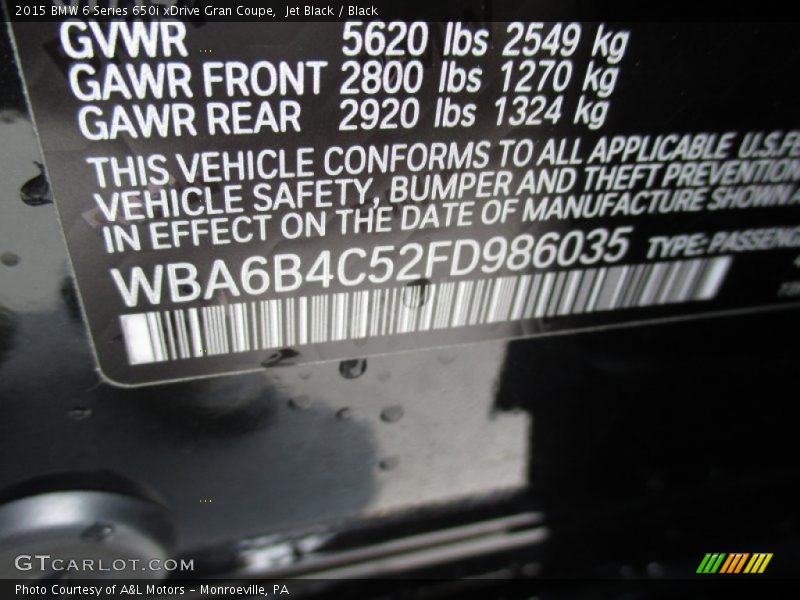 2015 BMW 6 Series 650i xDrive Gran Coupe, Jet Black / Black
GVWR 5620 lbs 2549 kg
GAWR FRONT 2800 lbs 1270 kg
GAWR REAR 2920 lbs 1324 kg
THIS VEHICLE CONFORMS TO ALL APPLICABLE U.S.FE
VEHICLE SAFETY, BUMPER AND THEFT PREVENTION
IN EFFECT ON THE DATE OF MANUFACTURE SHOWN A
WBA6B4C52FD986035 TYPE: PASSENG
GTCARLOT.COM
Photo Courtesy of A&L Motors - Monroeville, PA